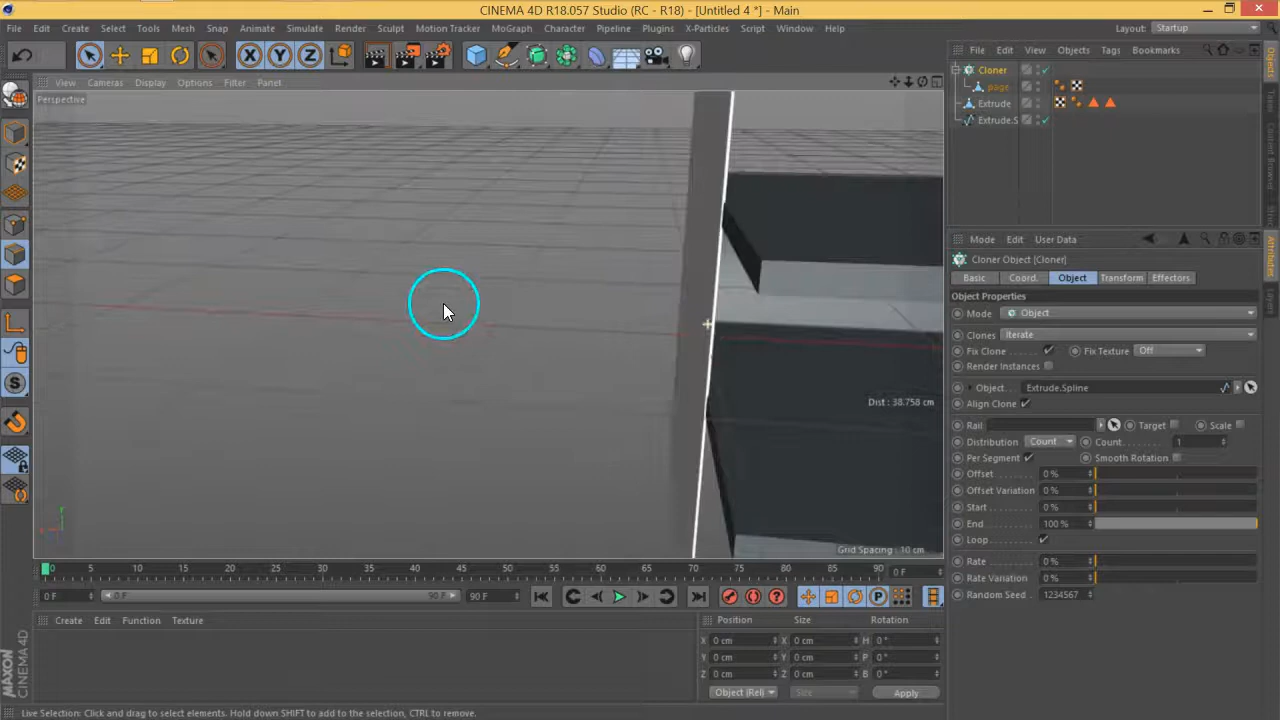 CINEMA 4D R18.057 Studio (RC - R18) - [Untitled 4 *] - Main
File Edit Create Select Tools Mesh Snap Animate Simulate Render Sculpt Motion Tracker MoGraph Character Pipeline Plugins X-Particles Script Window Help
Layout: Startup
X Y Z
File Edit View Objects Tags Bookmarks
View Cameras Display Options Filter Panel
Perspective
Cloner
page
Extrude
Extrude.S
Objects
Content Browser
Attributes
Layers
Mode Edit User Data
Cloner Object [Cloner]
Basic Coord. Object Transform Effectors
Object Properties
Mode Object
Clones Iterate
Fix Clone Fix Texture Off
Render Instances
Object Extrude.Spline
Align Clone
Rail Target Scale
Distribution Count Count 1
Per Segment Smooth Rotation
Offset 0 %
Offset Variation 0 %
Start 0 %
End 100 %
Loop
Rate 0 %
Rate Variation 0 %
Random Seed 1234567
Dist : 38.758 cm
Grid Spacing : 10 cm
0 5 10 15 20 25 30 35 40 45 50 55 60 65 70 75 80 85 90 0 F
0 F 0 F 90 F 90 F
Create Edit Function Texture
Position Size Rotation
X 0 cm X 0 cm H 0 °
Y 0 cm Y 0 cm P 0 °
Z 0 cm Z 0 cm B 0 °
Object (Rel) Size Apply
MAXON CINEMA 4D
Live Selection: Click and drag to select elements. Hold down SHIFT to add to the selection, CTRL to remove.